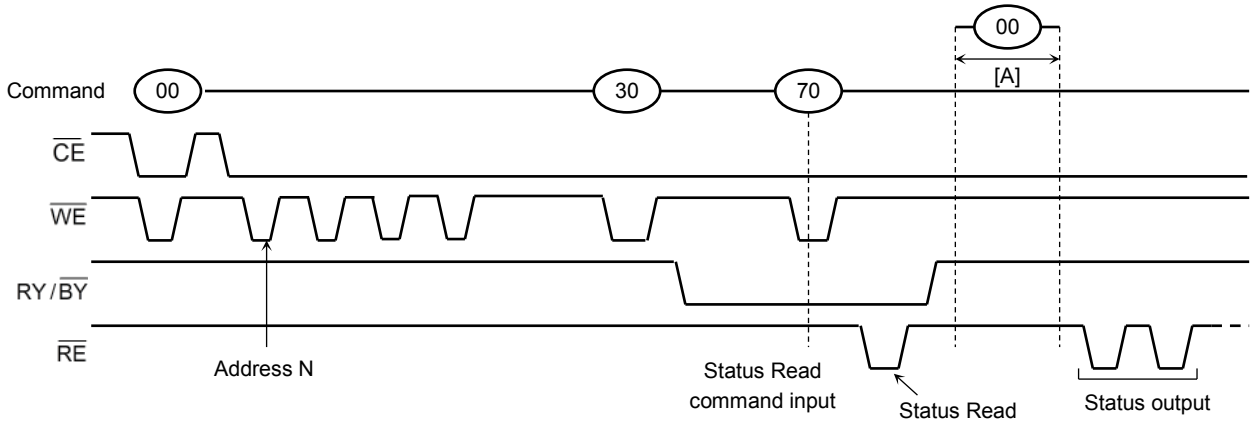 00
[A]
Command
00
30
70
CE
WE
RY/BY
RE
Address N
Status Read
command input
Status Read
Status output